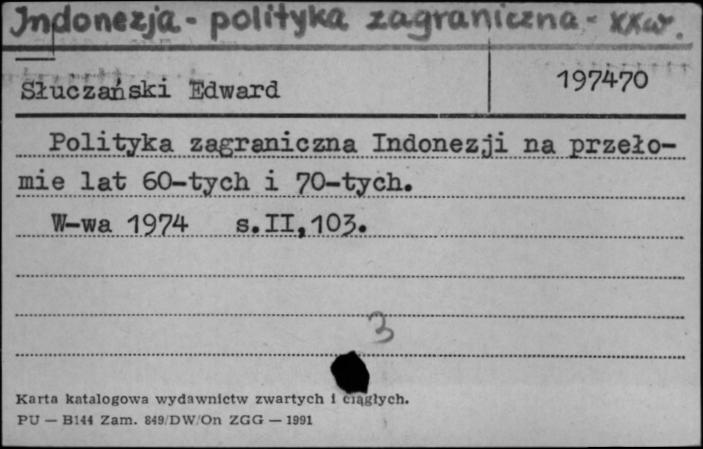 Indonezja - polityka zagraniczna - XXw.
Słuczański Edward
197470
Polityka zagraniczna Indonezji na przeło-
mie lat 60-tych i 70-tych.
W-wa 1974 s.II,103.
3
Karta katalogowa wydawnictw zwartych i ciągłych.
PU — B144 Zam. 849/DW/On ZGG — 1991